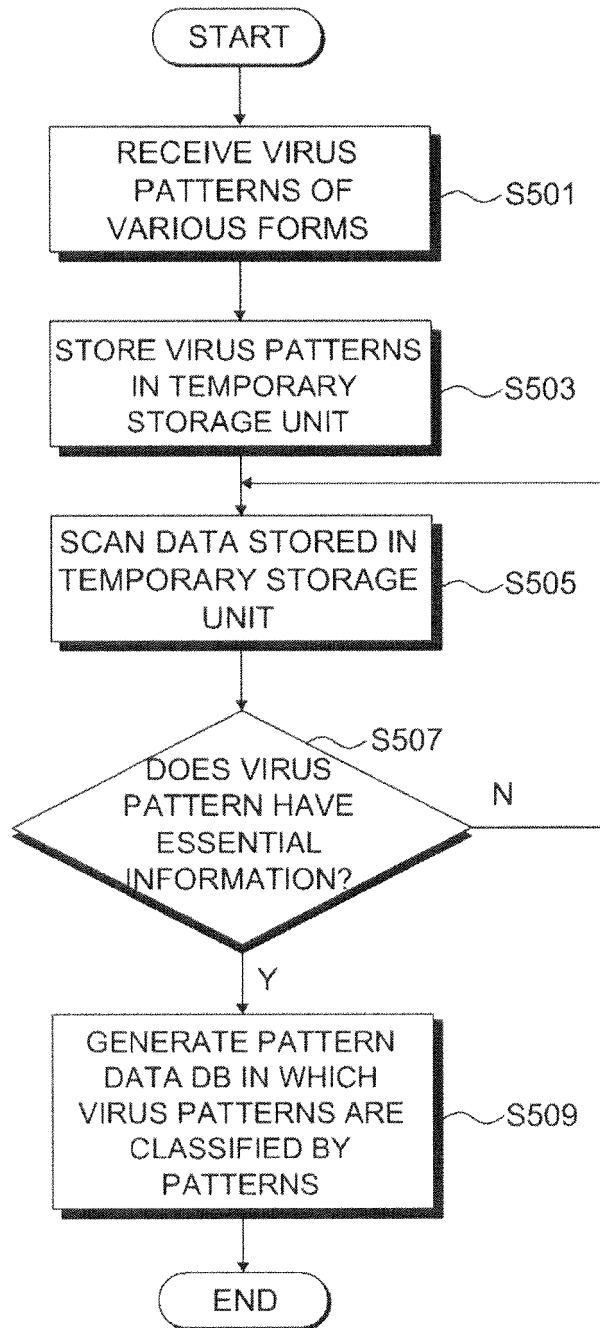 START
RECEIVE VIRUS
PATTERNS OF
VARIOUS FORMS
S501
STORE VIRUS PATTERNS
IN TEMPORARY
STORAGE UNIT
S503
SCAN DATA STORED IN
TEMPORARY STORAGE
UNIT
S505
S507
DOES VIRUS
PATTERN HAVE
ESSENTIAL
INFORMATION?
N
Y
GENERATE PATTERN
DATA DB IN WHICH
VIRUS PATTERNS ARE
CLASSIFIED BY
PATTERNS
S509
END